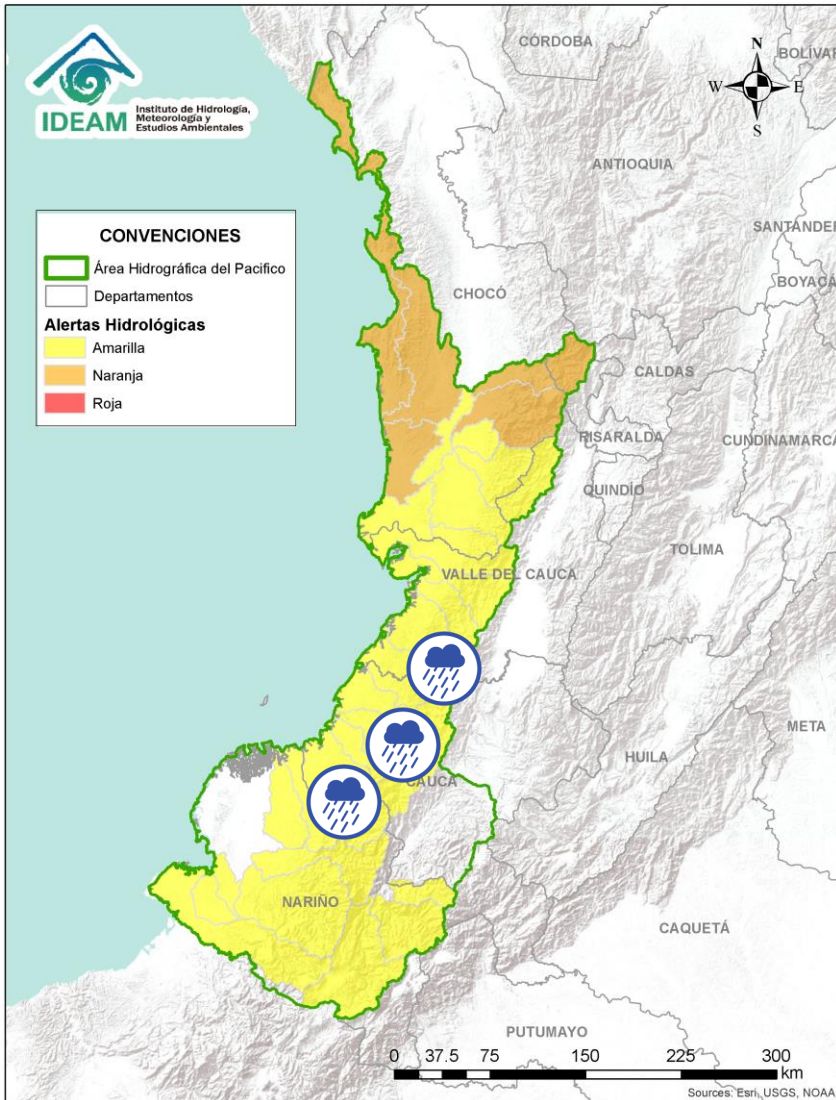 IDEAM
Instituto de Hidrología,
Meteorología y
Estudios Ambientales
CÓRDOBA
BOLÍVAR
N
W
E
S
ANTIOQUIA
SANTANDER
BOYACÁ
CONVENCIONES
Área Hidrográfica del Pacifico
Departamentos
Alertas Hidrológicas
Amarilla
Naranja
Roja
CHOCÓ
CALDAS
RISARALDA
CUNDINAMARCA
QUINDÍO
TOLIMA
VALLE DEL CAUCA
META
HUILA
CAUCA
NARIÑO
CAQUETÁ
PUTUMAYO
0 37.5 75 150 225 300
km
Sources: Esri, USGS, NOAA